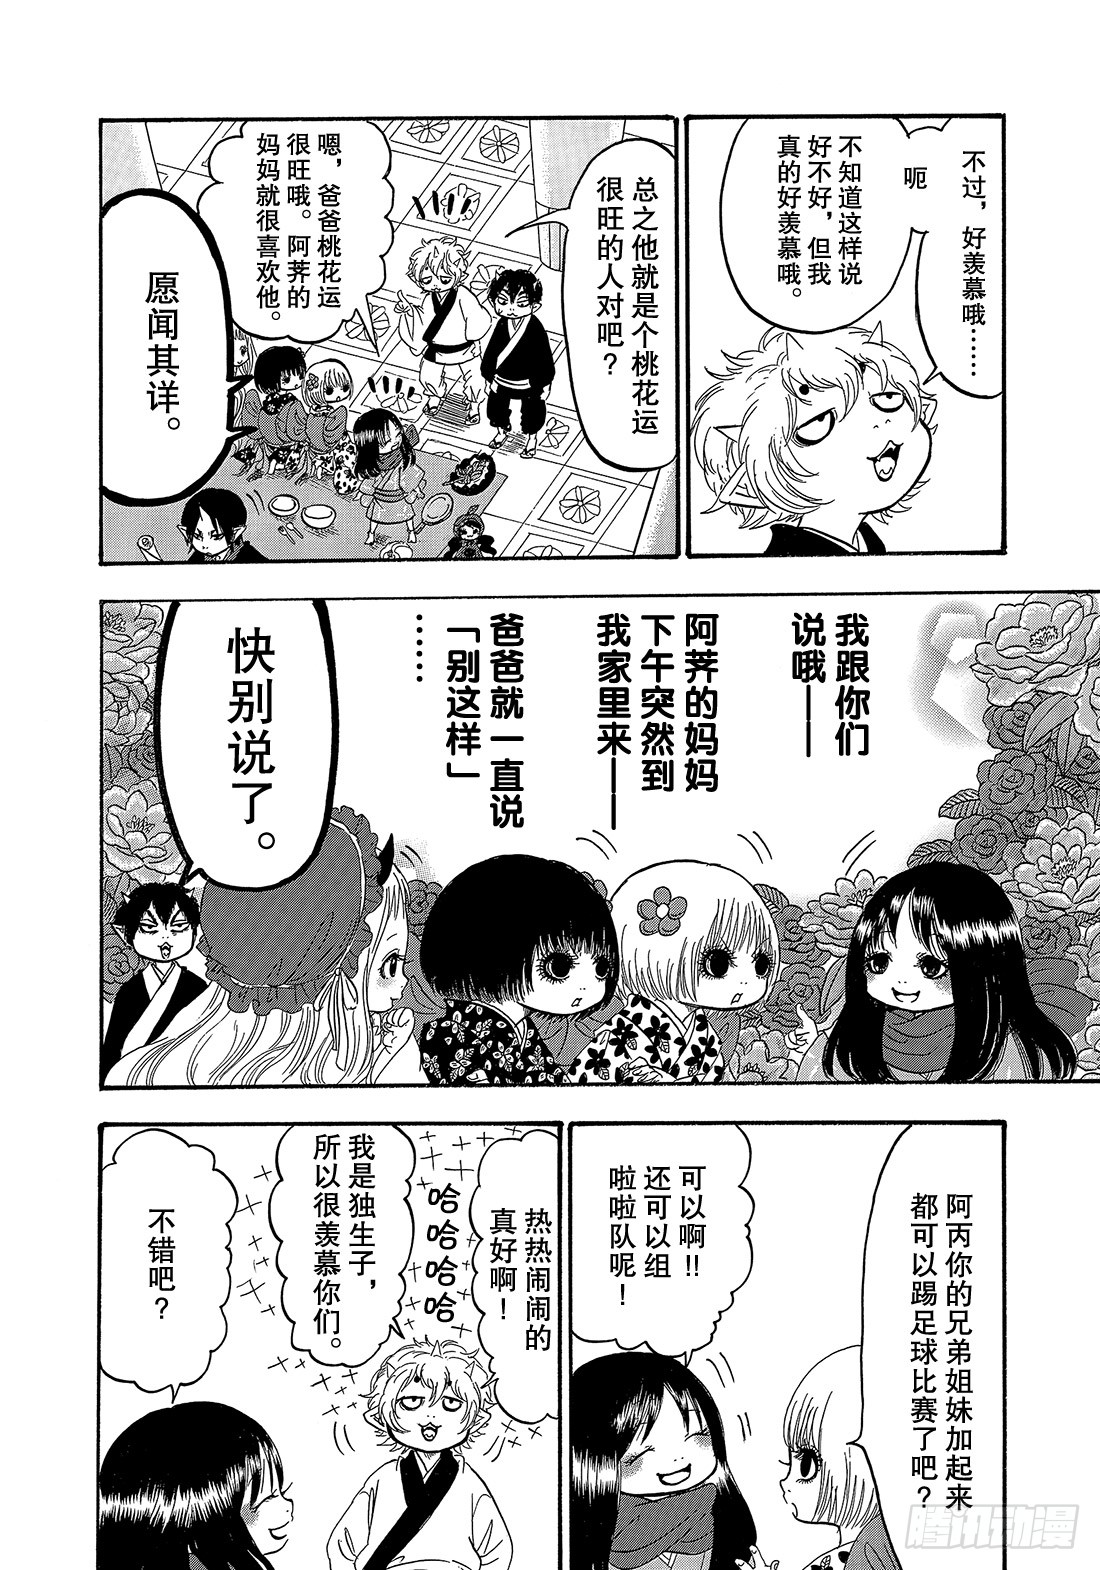 不过，好羡慕哦……
呃
不知道这样说
好不好，但我
真的好羡慕哦。
总之他就是个桃花运
很旺的人对吧？
嗯，爸爸桃花运
很旺哦。阿荠的
妈妈就很喜欢他。
愿闻其详。
我跟你们
说哦——
阿荠的妈妈
下午突然到
我家里来——
爸爸就一直说
「别这样」
……
快别说了。
阿丙你的兄弟姐妹加起来
都可以踢足球比赛了吧？
可以啊!!
还可以组
啦啦队呢！
热热闹闹的
真好啊！
哈哈哈哈
我是独生子，
所以很羡慕你们。
不错吧？
腾讯动漫